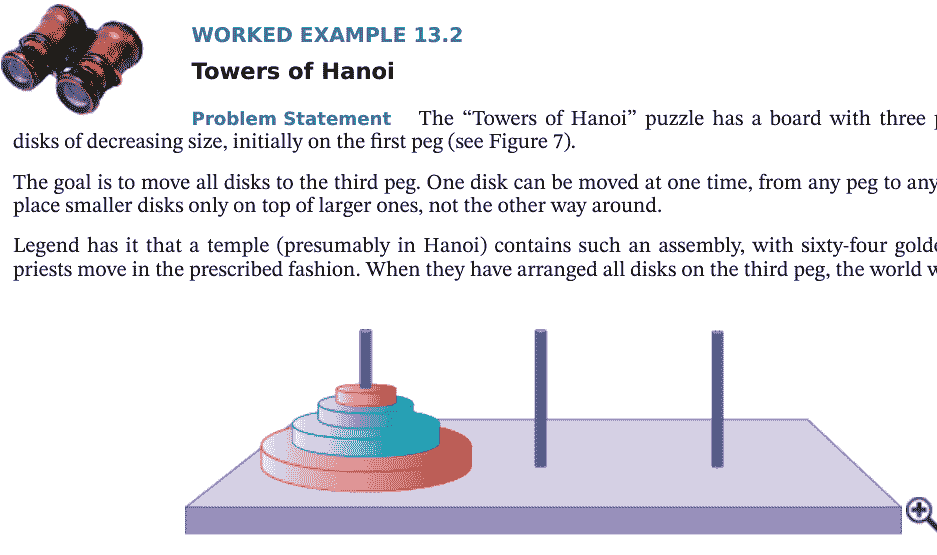 WORKED EXAMPLE 13.2
Towers of Hanoi
Problem Statement The “Towers of Hanoi” puzzle has a board with three
disks of decreasing size, initially on the first peg (see Figure 7).
The goal is to move all disks to the third peg. One disk can be moved at one time, from any peg to any
place smaller disks only on top of larger ones, not the other way around.
Legend has it that a temple (presumably in Hanoi) contains such an assembly, with sixty-four
priests move in the prescribed fashion. When they have arranged all disks on the third peg, the world